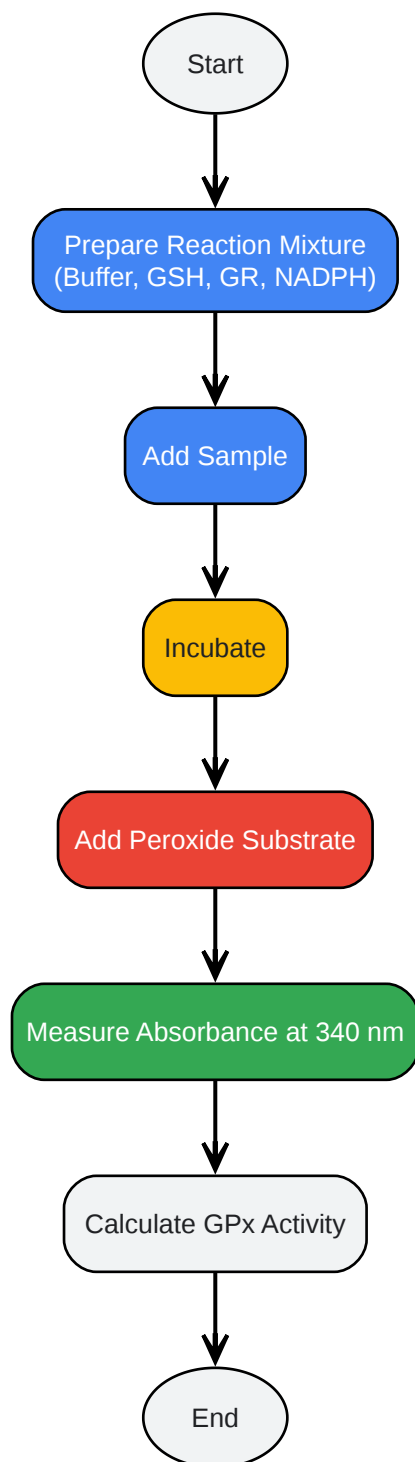 Start
Prepare Reaction Mixture
(Buffer, GSH, GR, NADPH)
Add Sample
Incubate
Add Peroxide Substrate
Measure Absorbance at 340 nm
Calculate GPx Activity
End